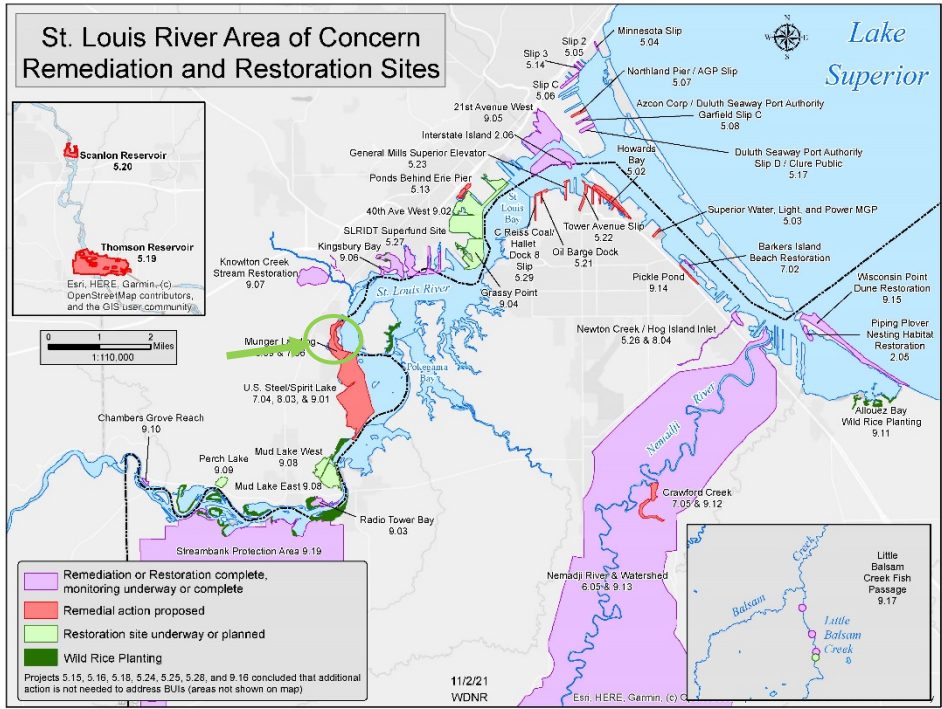 St. Louis River Area of Concern
Remediation and Restoration Sites
Lake
Superior
N
W
E
S
Minnesota Slip
5.04
Slip 2
5.05
Slip 3
5.14
Slip C
5.06
Northland Pier / AGP Slip
5.07
Azcon Corp / Duluth Seaway Port Authority
Garfield Slip C
5.08
21st Avenue West
9.05
Interstate Island 2.06
Duluth Seaway Port Authority
Slip D / Clure Public
5.17
General Mills Superior Elevator
5.23
Howards
Bay
5.02
Ponds Behind Erie Pier
5.13
St.
Louis
Bay
40th Ave West 9.02
Superior Water, Light, and Power MGP
5.03
Tower Avenue Slip
5.22
C Reiss Coal/
Hallet
Dock 8
Slip
5.29
Oil Barge Dock
5.21
SLRIDT Superfund Site
5.27
Kingsbury Bay
9.06
Barkers Island
Beach Restoration
7.02
Knowlton Creek
Stream Restoration
9.07
Pickle Pond
9.14
Wisconsin Point
Dune Restoration
9.15
St. Louis River
Grassy Point
9.04
Newton Creek / Hog Island Inlet
5.26 & 8.04
Piping Plover
Nesting Habitat
Restoration
2.05
Munger
Pokegama
Bay
U.S. Steel/Spirit Lake
7.04, 8.03, & 9.01
Nemadji River
Allouez Bay
Wild Rice Planting
9.11
Chambers Grove Reach
9.10
Mud Lake West
9.08
Perch Lake
9.09
Mud Lake East 9.08
Crawford Creek
7.05 & 9.12
Radio Tower Bay
9.03
Streambank Protection Area 9.19
Nemadji River & Watershed
6.05 & 9.13
Scanlon Reservoir
5.20
Thomson Reservoir
5.19
Esri, HERE, Garmin, (c)
OpenStreetMap contributors,
and the GIS user community
0 1 2
Miles
1:110,000
Remediation or Restoration complete,
monitoring underway or complete
Remedial action proposed
Restoration site underway or planned
Wild Rice Planting
Projects 5.15, 5.16, 5.18, 5.24, 5.25, 5.28, and 9.16 concluded that additional
action is not needed to address BUIs (areas not shown on map)
11/2/21
WDNR
Esri, HERE, Garmin, (c)
Little
Balsam
Creek Fish
Passage
9.17
Balsam Creek
Little
Balsam
Creek